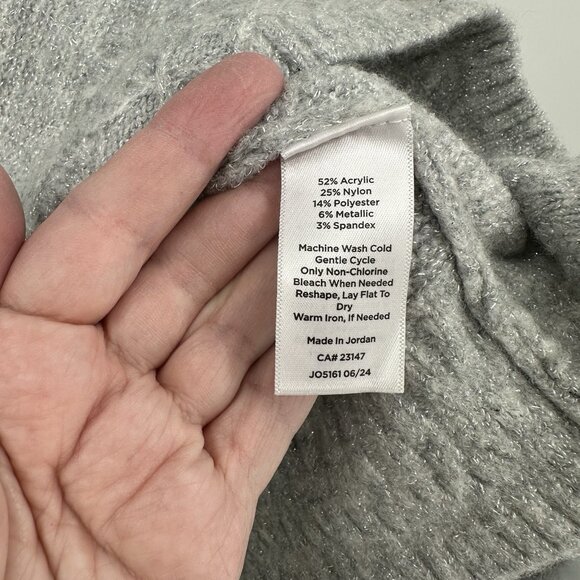 52% Acrylic
25% Nylon
14% Polyester
6% Metallic
3% Spandex
Machine Wash Cold
Gentle Cycle
Only Non-Chlorine
Bleach When Needed
Reshape, Lay Flat To
Dry
Warm Iron, If Needed
Made In Jordan
CA# 23147
JO5161 06/24